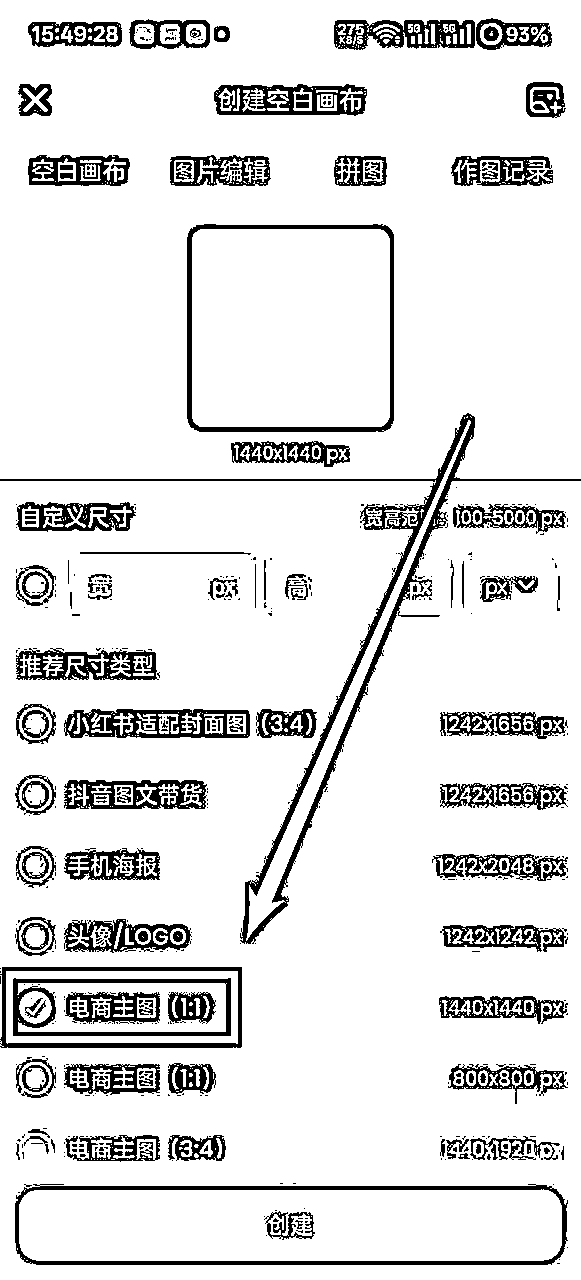 15:49:28 275 KB/s 5G 5G 93%
创建空白画布
空白画布 图片编辑 拼图 作图记录
1440x1440 px
自定义尺寸 宽高范围: 100-5000 px
宽 px 高 px px
推荐尺寸类型
小红书适配封面图 (3:4) 1242x1656 px
抖音图文带货 1242x1656 px
手机海报 1242x2048 px
头像/LOGO 1242x1242 px
电商主图 (1:1) 1440x1440 px
电商主图 (1:1) 800x800 px
电商主图 (3:4) 1440x1920 px
创建